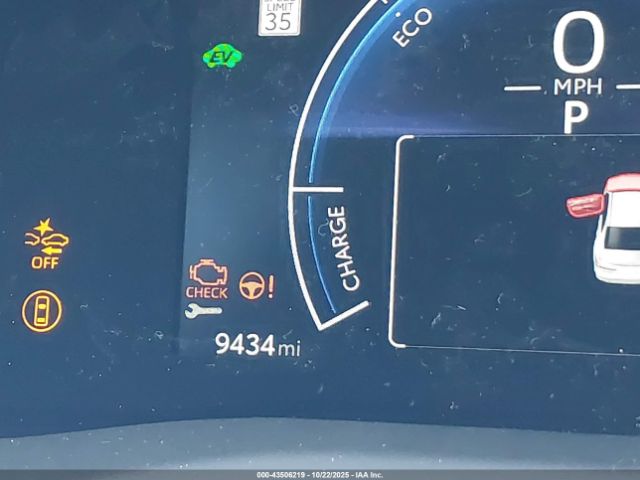 LIMIT
35
ECO
EV
0
MPH
P
CHARGE
OFF
CHECK
!
9434 mi
000-43506219 - 10/22/2025 - IAA Inc.